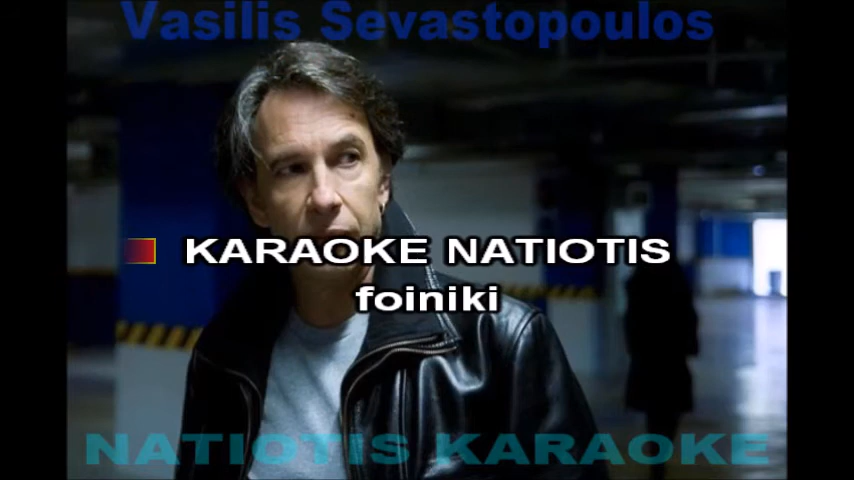 Vasilis Sevastopoulos
KARAOKE NATIOTIS
foiniki
NATIOTIS KARAOKE